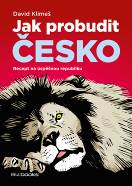 David Klimeš
Jak probudit
ČESKO
Recept na úspěšnou republiku